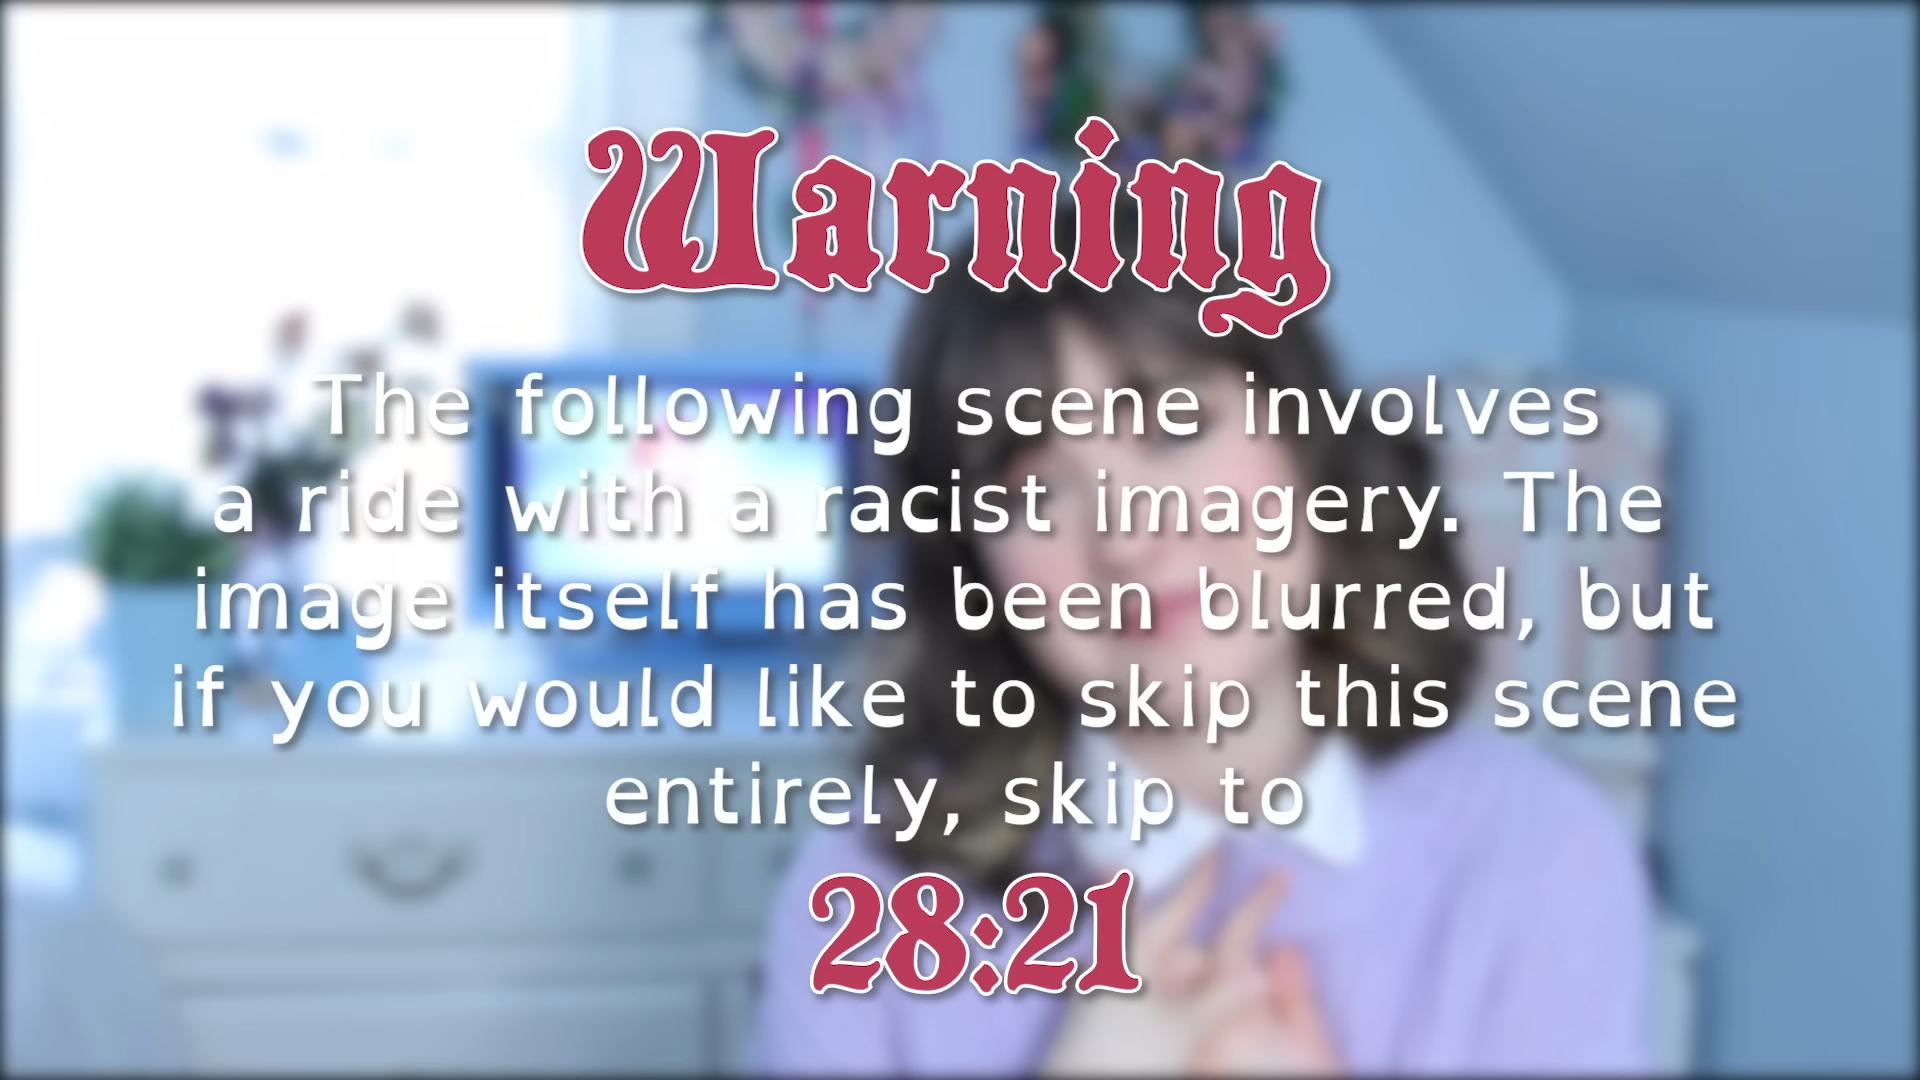 Warning
The following scene involves
a ride with a racist imagery. The
image itself has been blurred, but
if you would like to skip this scene
entirely, skip to
28:21